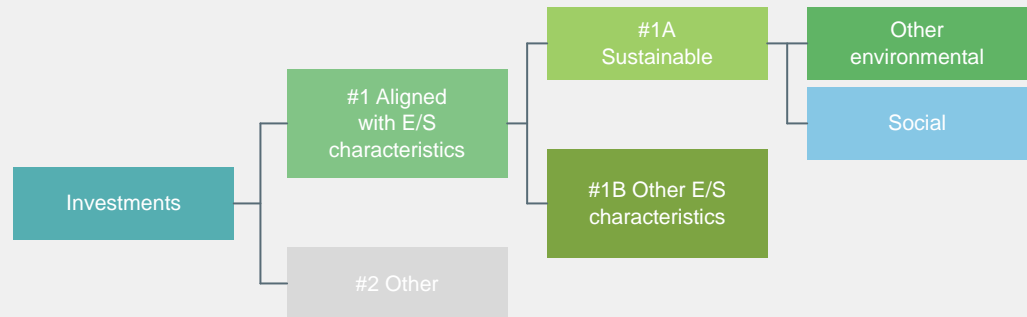 #1A
Sustainable
Other
environmental
#1 Aligned
with E/S
characteristics
Social
Investments
#1B Other E/S
characteristics
#2 Other